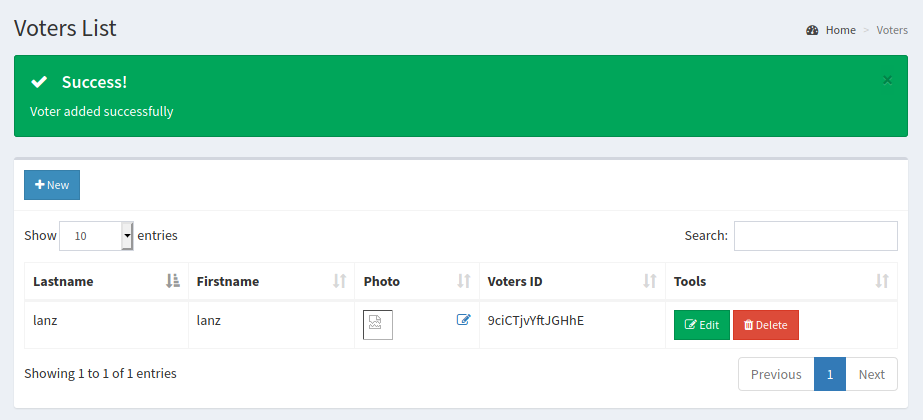 Voters List
Home > Voters
Success!
×
Voter added successfully
New
Show 10 entries
Search:
Lastname Firstname Photo Voters ID Tools
lanz lanz 9ciCTjvYftJGHhE Edit Delete
Showing 1 to 1 of 1 entries
Previous 1 Next